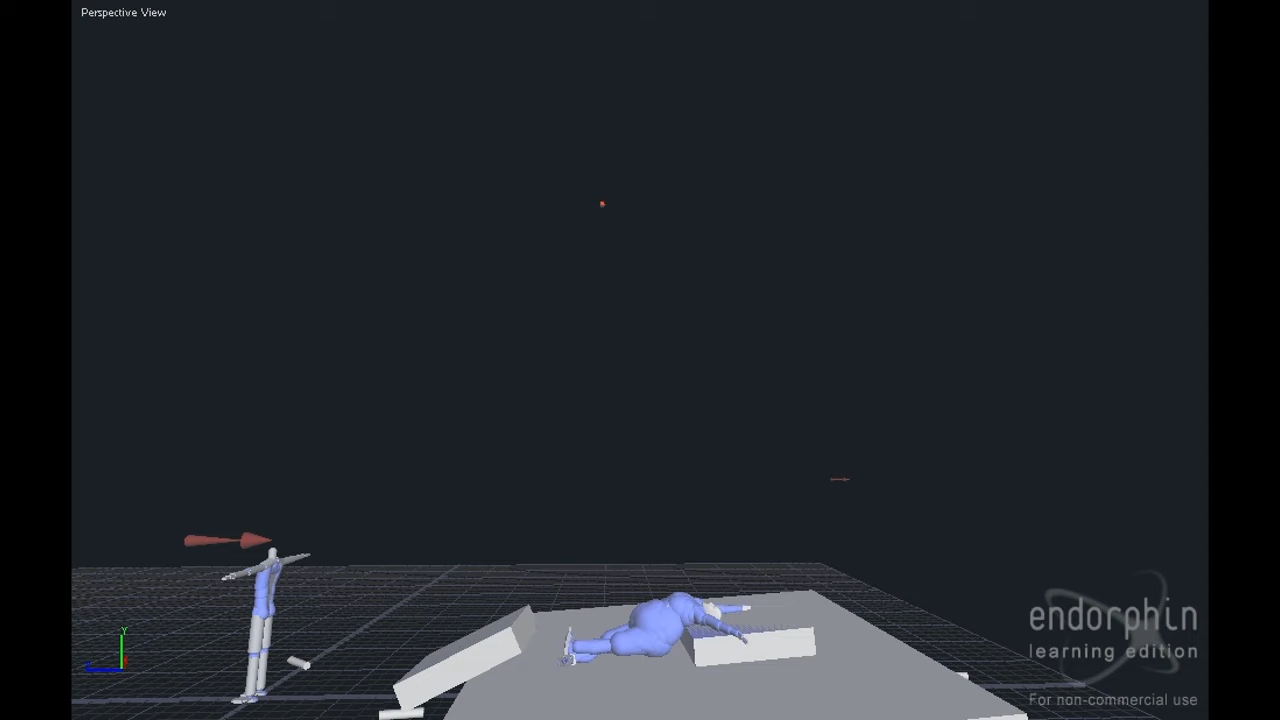 Perspective View
Y
endorphin
learning edition
For non-commercial use